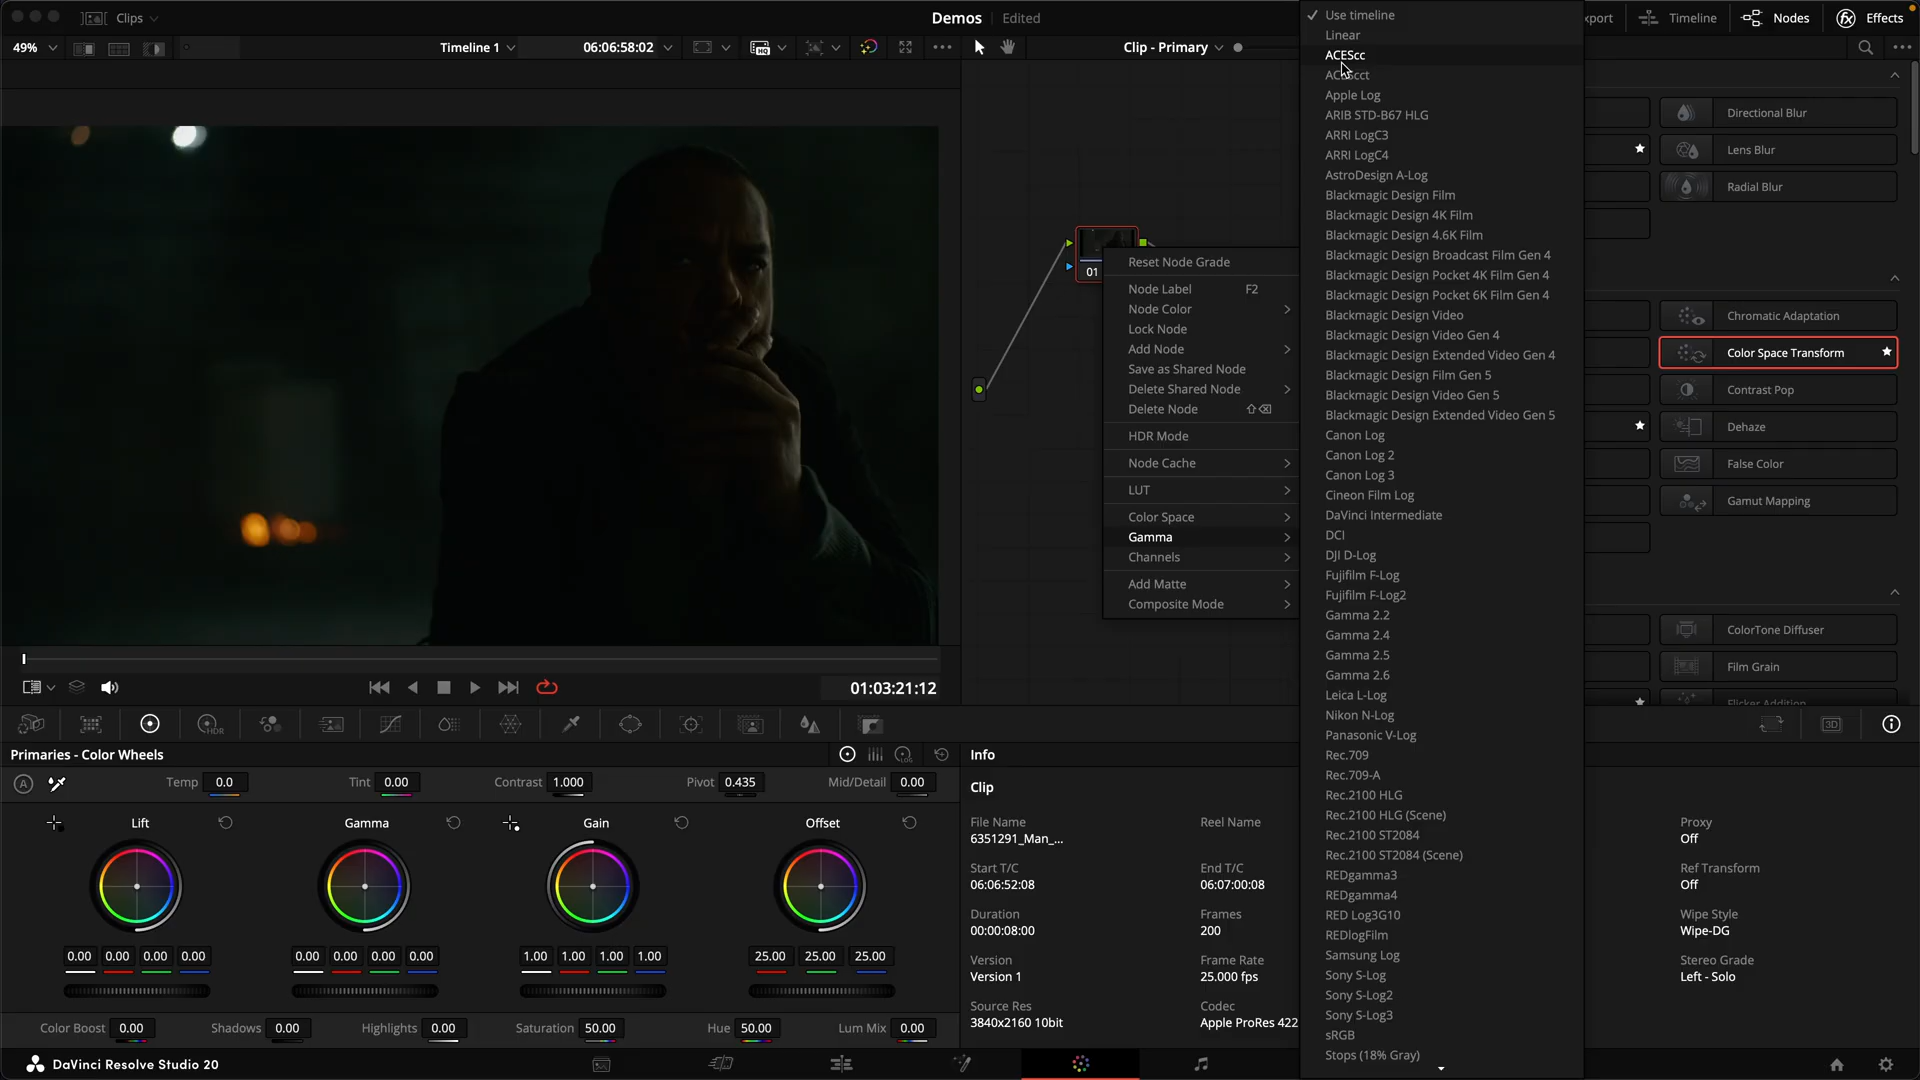 Clips
Demos
Edited
Export
Timeline
Nodes
Effects
49%
Timeline 1
06:06:58:02
Clip - Primary
01
Reset Node Grade
Node Label F2
Node Color
Lock Node
Add Node
Save as Shared Node
Delete Shared Node
Delete Node
HDR Mode
Node Cache
LUT
Color Space
Gamma
Channels
Add Matte
Composite Mode
Use timeline
Linear
ACEScc
ACEScct
Apple Log
ARIB STD-B67 HLG
ARRI LogC3
ARRI LogC4
AstroDesign A-Log
Blackmagic Design Film
Blackmagic Design 4K Film
Blackmagic Design 4.6K Film
Blackmagic Design Broadcast Film Gen 4
Blackmagic Design Pocket 4K Film Gen 4
Blackmagic Design Pocket 6K Film Gen 4
Blackmagic Design Video
Blackmagic Design Video Gen 4
Blackmagic Design Extended Video Gen 4
Blackmagic Design Film Gen 5
Blackmagic Design Video Gen 5
Blackmagic Design Extended Video Gen 5
Canon Log
Canon Log 2
Canon Log 3
Cineon Film Log
DaVinci Intermediate
DCI
DJI D-Log
Fujifilm F-Log
Fujifilm F-Log2
Gamma 2.2
Gamma 2.4
Gamma 2.5
Gamma 2.6
Leica L-Log
Nikon N-Log
Panasonic V-Log
Rec.709
Rec.709-A
Rec.2100 HLG
Rec.2100 HLG (Scene)
Rec.2100 ST2084
Rec.2100 ST2084 (Scene)
REDgamma3
REDgamma4
RED Log3G10
REDlogFilm
Samsung Log
Sony S-Log
Sony S-Log2
Sony S-Log3
sRGB
Stops (18% Gray)
Directional Blur
Lens Blur
Radial Blur
Chromatic Adaptation
Color Space Transform
Contrast Pop
Dehaze
False Color
Gamut Mapping
ColorTone Diffuser
Film Grain
Flicker Addition
01:03:21:12
3D
HDR
Primaries - Color Wheels
LOG
A
Temp 0.0
Tint 0.00
Contrast 1.000
Pivot 0.435
Mid/Detail 0.00
Lift
Gamma
Gain
Offset
0.00 0.00 0.00 0.00
0.00 0.00 0.00 0.00
1.00 1.00 1.00 1.00
25.00 25.00 25.00
Color Boost 0.00
Shadows 0.00
Highlights 0.00
Saturation 50.00
Hue 50.00
Lum Mix 0.00
Info
Clip
File Name
6351291_Man_...
Reel Name
Start T/C
06:06:52:08
End T/C
06:07:00:08
Duration
00:00:08:00
Frames
200
Version
Version 1
Frame Rate
25.000 fps
Source Res
3840x2160 10bit
Codec
Apple ProRes 422
Proxy
Off
Ref Transform
Off
Wipe Style
Wipe-DG
Stereo Grade
Left - Solo
DaVinci Resolve Studio 20